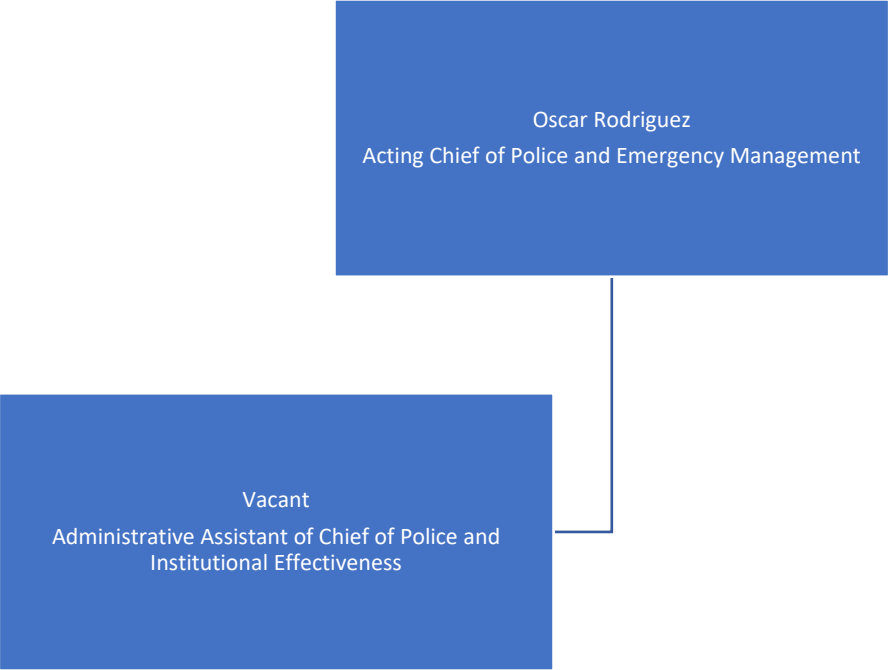 Oscar Rodriguez
Acting Chief of Police and Emergency Management
Vacant
Administrative Assistant of Chief of Police and
Institutional Effectiveness